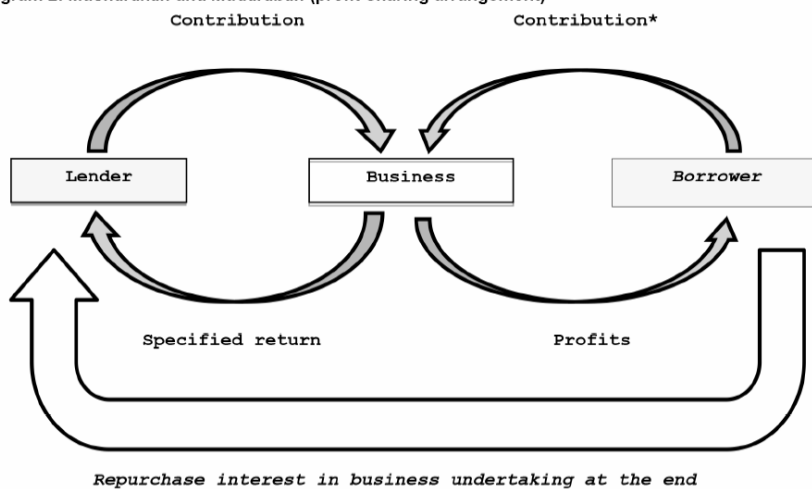 Contribution Contribution*
Lender Business Borrower
Specified return Profits
Repurchase interest in business undertaking at the end